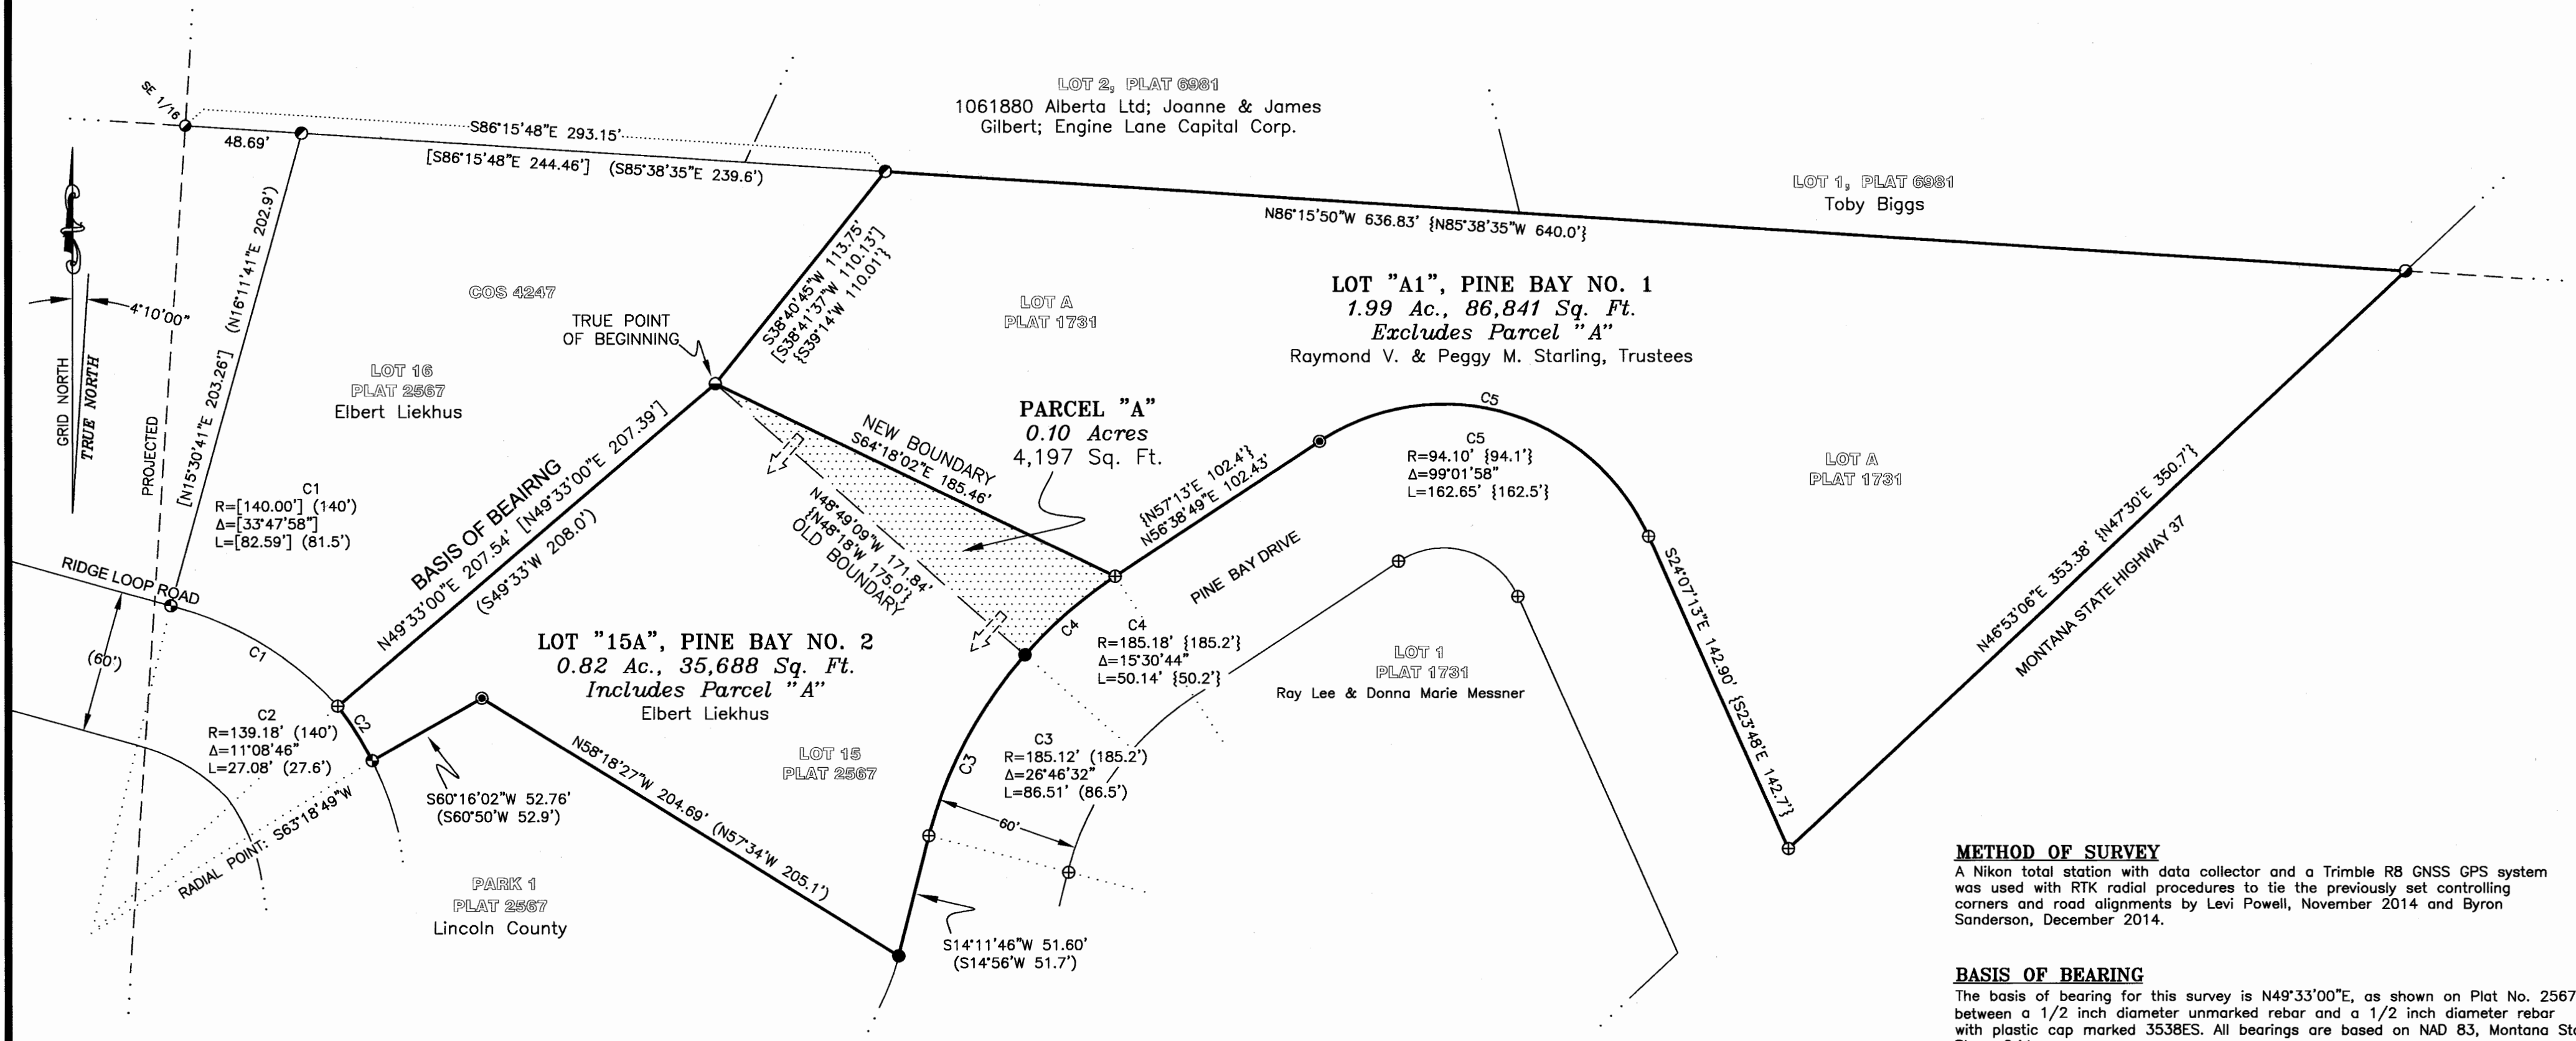 SE 1/16
48.69'
S86°15'48"E 293.15'
[S86°15'48"E 244.46'] (S85°38'35"E 239.6')
LOT 2, PLAT 6981
1061880 Alberta Ltd; Joanne & James
Gilbert; Engine Lane Capital Corp.
LOT 1, PLAT 6981
Toby Biggs
N86°15'50"W 636.83' {N85°38'35"W 640.0'}
GRID NORTH
TRUE NORTH
4°10'00"
PROJECTED
[N15°30'41"E 203.26'] (N16°11'41"E 202.9')
COS 4247
TRUE POINT
OF BEGINNING
S38°40'45"W 113.75'
[S38°41'37"W 110.13']
{S39°14'W 110.01'}
LOT A
PLAT 1731
LOT "A1", PINE BAY NO. 1
1.99 Ac., 86,841 Sq. Ft.
Excludes Parcel "A"
Raymond V. & Peggy M. Starling, Trustees
LOT 16
PLAT 2567
Elbert Liekhus
C1
R=[140.00'] (140')
Δ=[33°47'58"]
L=[82.59'] (81.5')
BASIS OF BEAIRNG
N49°33'00"E 207.54' [N49°33'00"E 207.39']
(S49°33'W 208.0')
NEW BOUNDARY
S64°18'02"E 185.46'
PARCEL "A"
0.10 Acres
4,197 Sq. Ft.
N48°49'09"W 171.84'
{N48°18'W 175.0'}
OLD BOUNDARY
{N57°13'E 102.4'}
N56°38'49"E 102.43'
C5
C5
R=94.10' {94.1'}
Δ=99°01'58"
L=162.65' {162.5'}
LOT A
PLAT 1731
PINE BAY DRIVE
S24°07'13"E 142.90' {S23°48'E 142.7'}
N46°53'06"E 353.38' {N47°30'E 350.7'}
MONTANA STATE HIGHWAY 37
RIDGE LOOP ROAD
(60')
C1
C2
C2
R=139.18' (140')
Δ=11°08'46"
L=27.08' (27.6')
RADIAL POINT: S63°18'49"W
LOT "15A", PINE BAY NO. 2
0.82 Ac., 35,688 Sq. Ft.
Includes Parcel "A"
Elbert Liekhus
C4
C4
R=185.18' {185.2'}
Δ=15°30'44"
L=50.14' {50.2'}
LOT 1
PLAT 1731
Ray Lee & Donna Marie Messner
S60°16'02"W 52.76'
(S60°50'W 52.9')
N58°18'27"W 204.69' (N57°34'W 205.1')
LOT 15
PLAT 2567
C3
C3
R=185.12' (185.2')
Δ=26°46'32"
L=86.51' (86.5')
60'
PARK 1
PLAT 2567
Lincoln County
S14°11'46"W 51.60'
(S14°56'W 51.7')
METHOD OF SURVEY
A Nikon total station with data collector and a Trimble R8 GNSS GPS system
was used with RTK radial procedures to tie the previously set controlling
corners and road alignments by Levi Powell, November 2014 and Byron
Sanderson, December 2014.
BASIS OF BEARING
The basis of bearing for this survey is N49°33'00"E, as shown on Plat No. 2567
between a 1/2 inch diameter unmarked rebar and a 1/2 inch diameter rebar
with plastic cap marked 3538ES. All bearings are based on NAD 83, Montana Sta